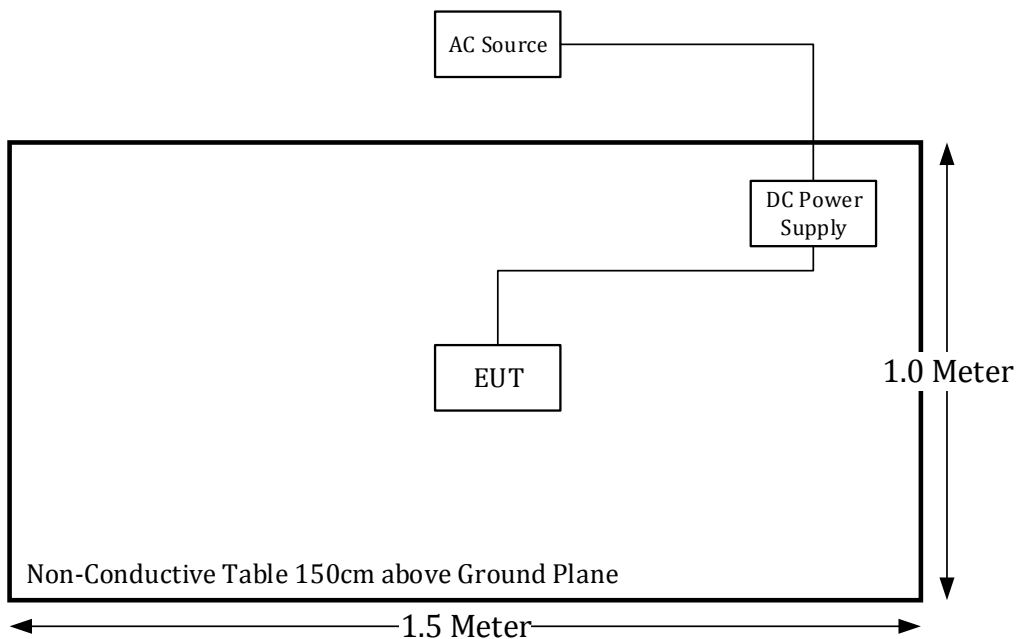 AC Source
DC Power
Supply
EUT
1.0 Meter
Non-Conductive Table 150cm above Ground Plane
1.5 Meter